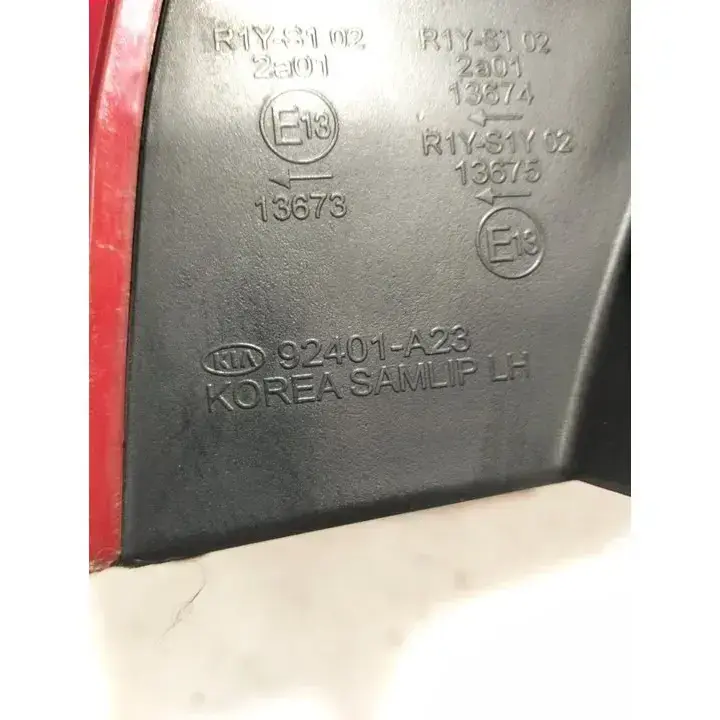 R1Y-S1 02
2a01
E13
13673
R1Y-S1 02
2a01
13674
R1Y-S1Y 02
13675
E13
KIA 92401-A23
KOREA SAMLIP LH